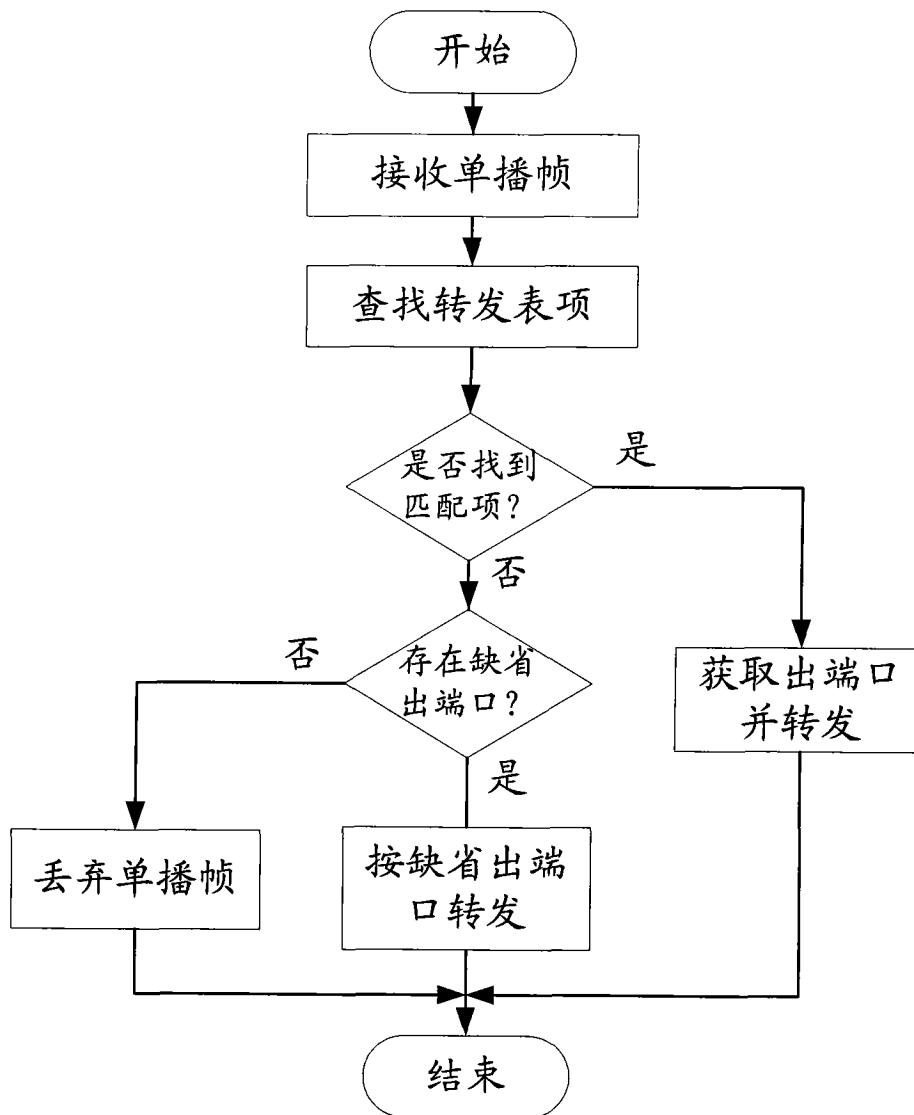 开始
接收单播帧
查找转发表项
是否找到
匹配项？
是
否
存在缺省
出端口？
否
是
获取出端口
并转发
丢弃单播帧
按缺省出端
口转发
结束